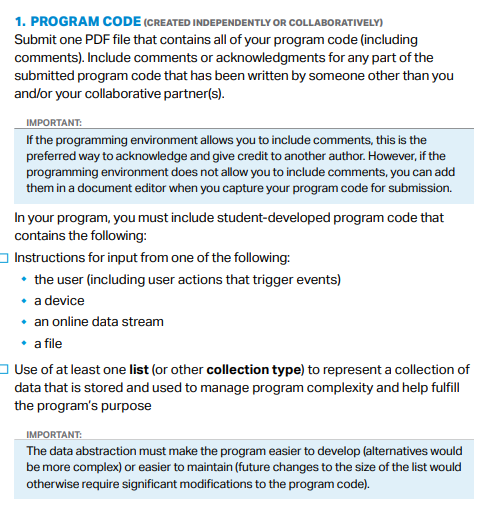 1. PROGRAM CODE (CREATED INDEPENDENTLY OR COLLABORATIVELY)
Submit one PDF file that contains all of your program code (including
comments). Include comments or acknowledgments for any part of the
submitted program code that has been written by someone other than you
and/or your collaborative partner(s).
IMPORTANT:
If the programming environment allows you to include comments, this is the
preferred way to acknowledge and give credit to another author. However, if the
programming environment does not allow you to include comments, you can add
them in a document editor when you capture your program code for submission.
In your program, you must include student-developed program code that
contains the following:
Instructions for input from one of the following:
• the user (including user actions that trigger events)
• a device
• an online data stream
• a file
Use of at least one list (or other collection type) to represent a collection of
data that is stored and used to manage program complexity and help fulfill
the program's purpose
IMPORTANT:
The data abstraction must make the program easier to develop (alternatives would
be more complex) or easier to maintain (future changes to the size of the list would
otherwise require significant modifications to the program code).